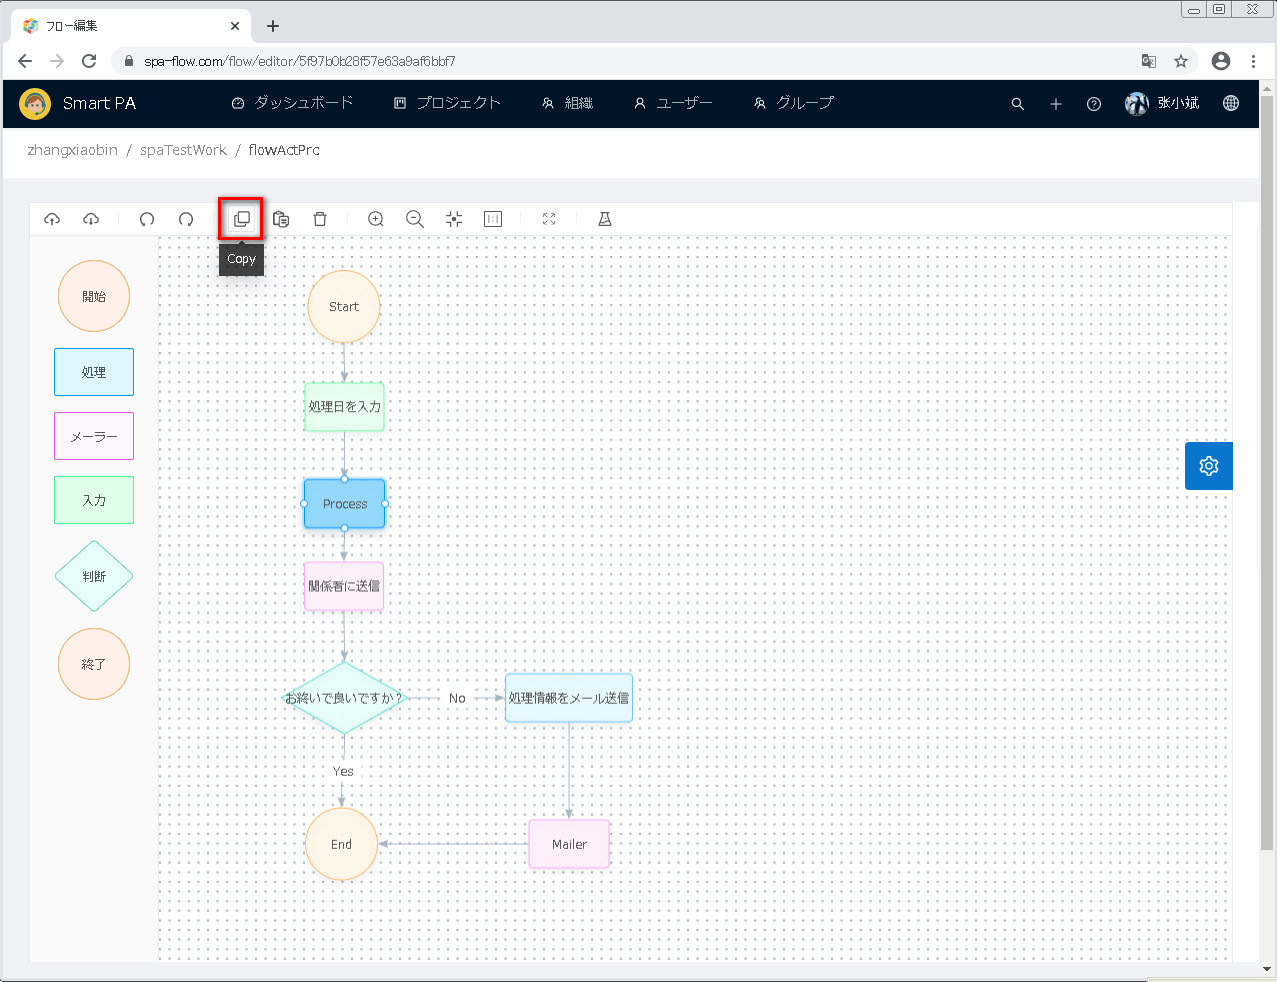 フロー編集
spa-flow.com/flow/editor/5f97b0b28f57e63a9af6bbf7
Smart PA
ダッシュボード
プロジェクト
組織
ユーザー
グループ
张小斌
zhangxiaobin / spaTestWork / flowActPrc
Copy
開始
処理
メーラー
入力
判断
終了
Start
処理日を入力
Process
関係者に送信
お終いで良いですか？
No
処理情報をメール送信
Yes
End
Mailer